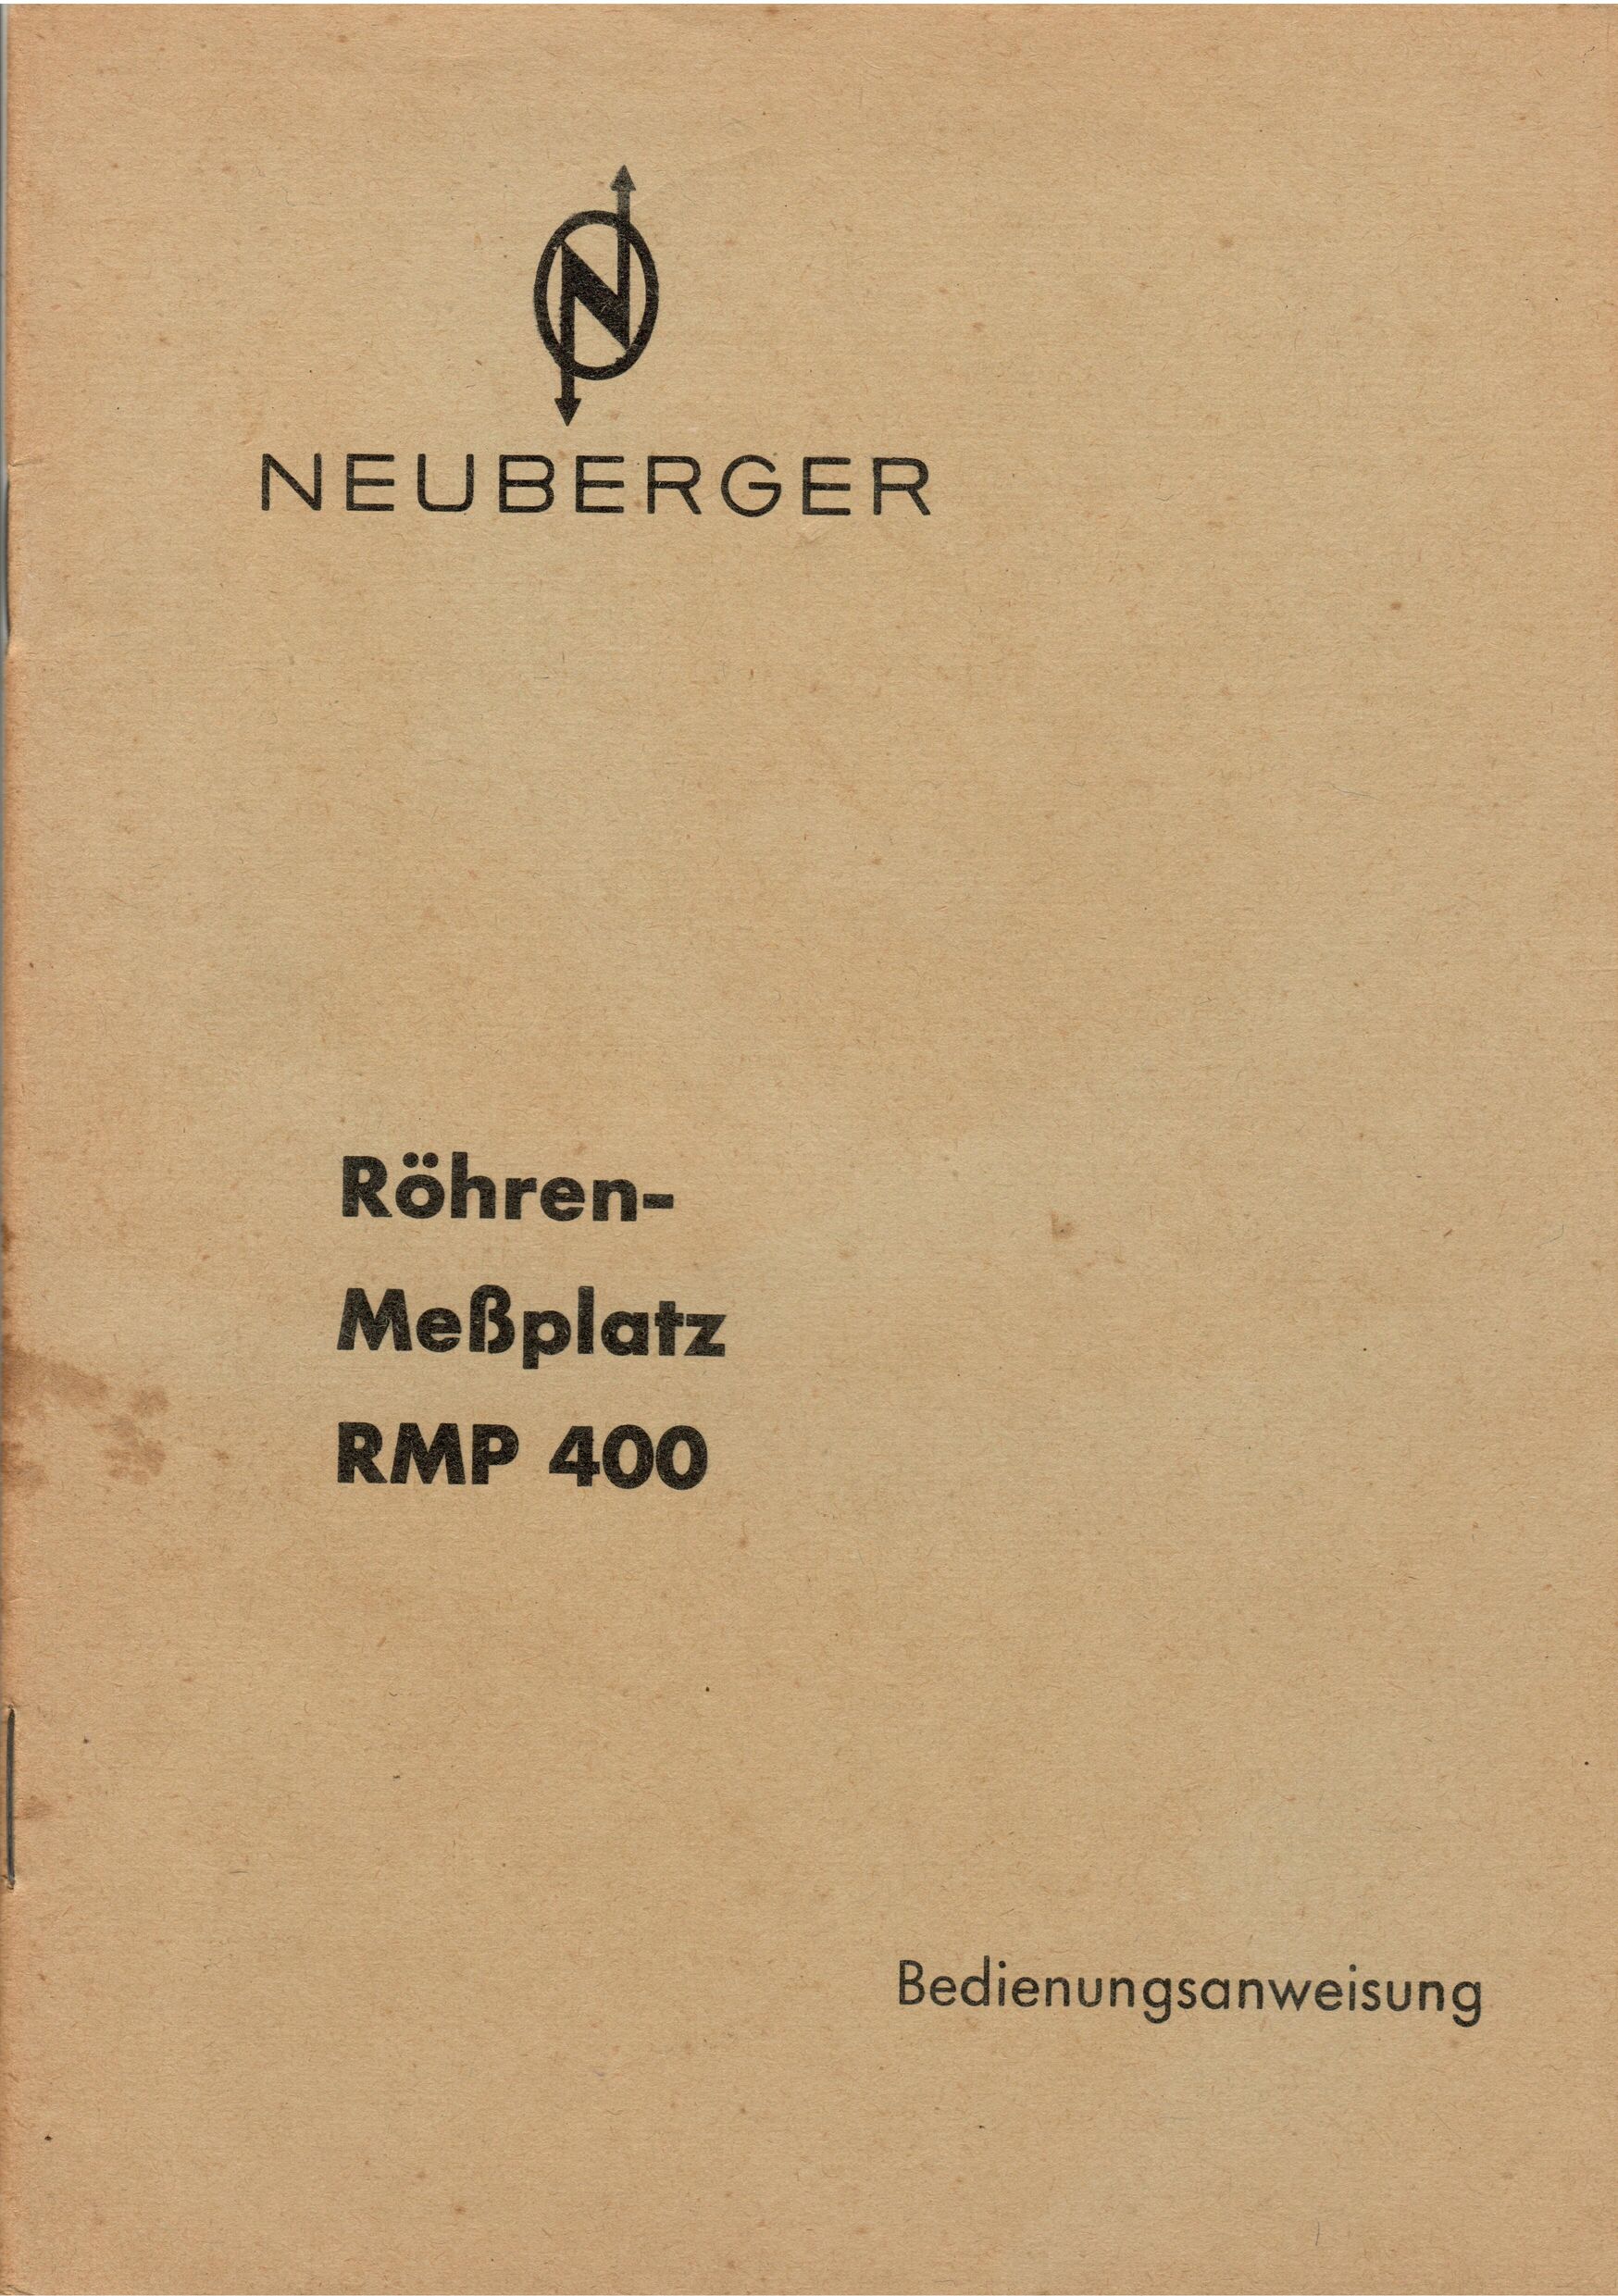 N
NEUBERGER
Röhren-
Meßplatz
RMP 400
Bedienungsanweisung